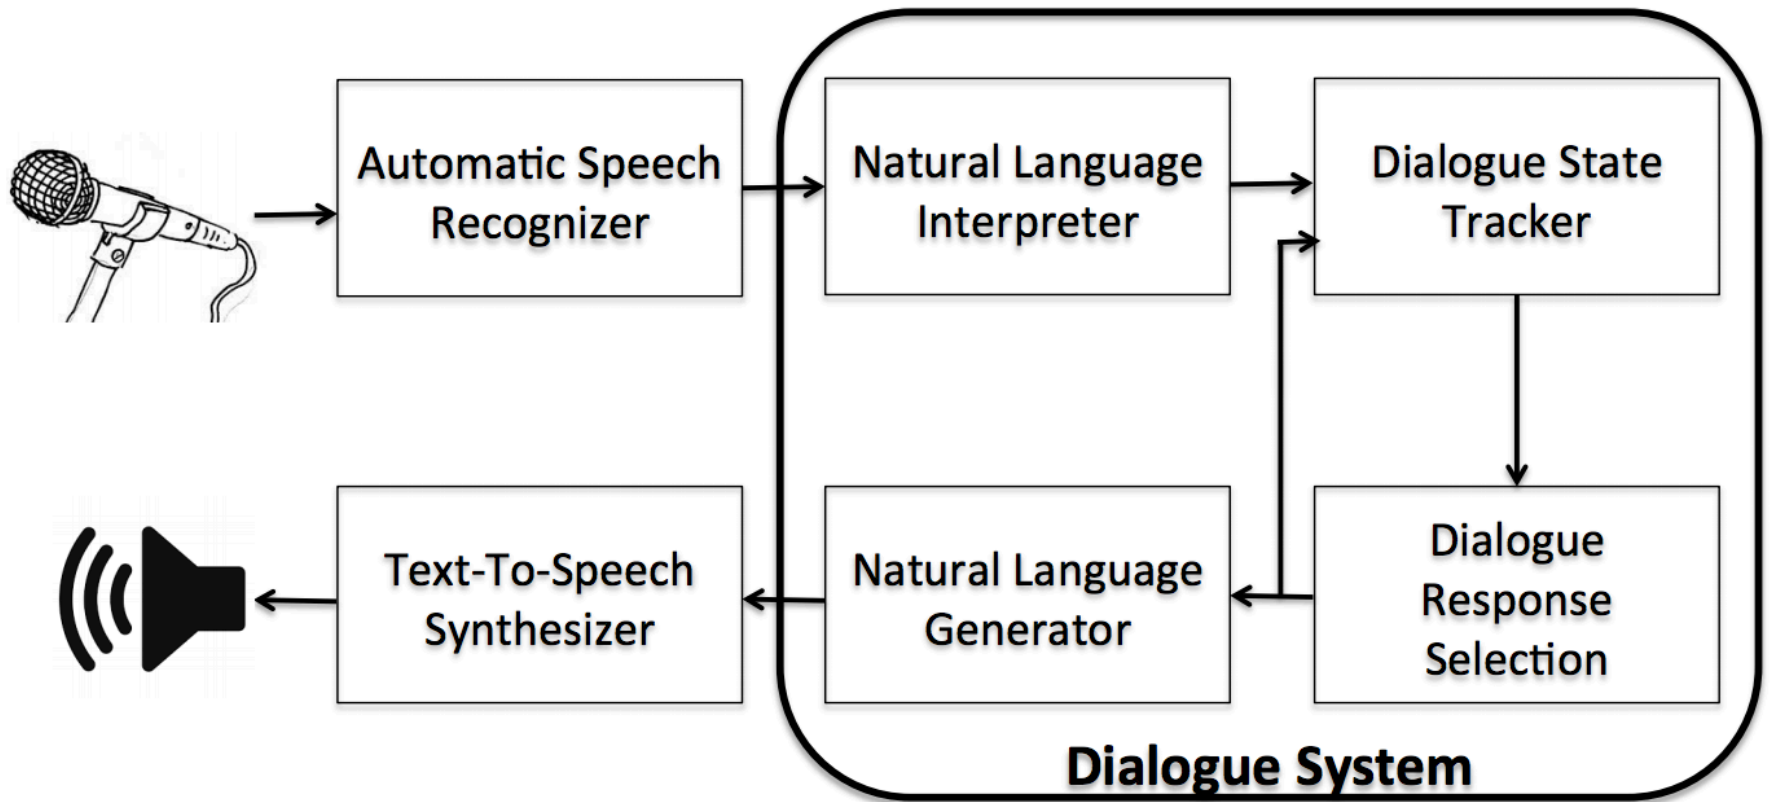 Automatic Speech
Recognizer
Natural Language
Interpreter
Dialogue State
Tracker
Text-To-Speech
Synthesizer
Natural Language
Generator
Dialogue
Response
Selection
Dialogue System